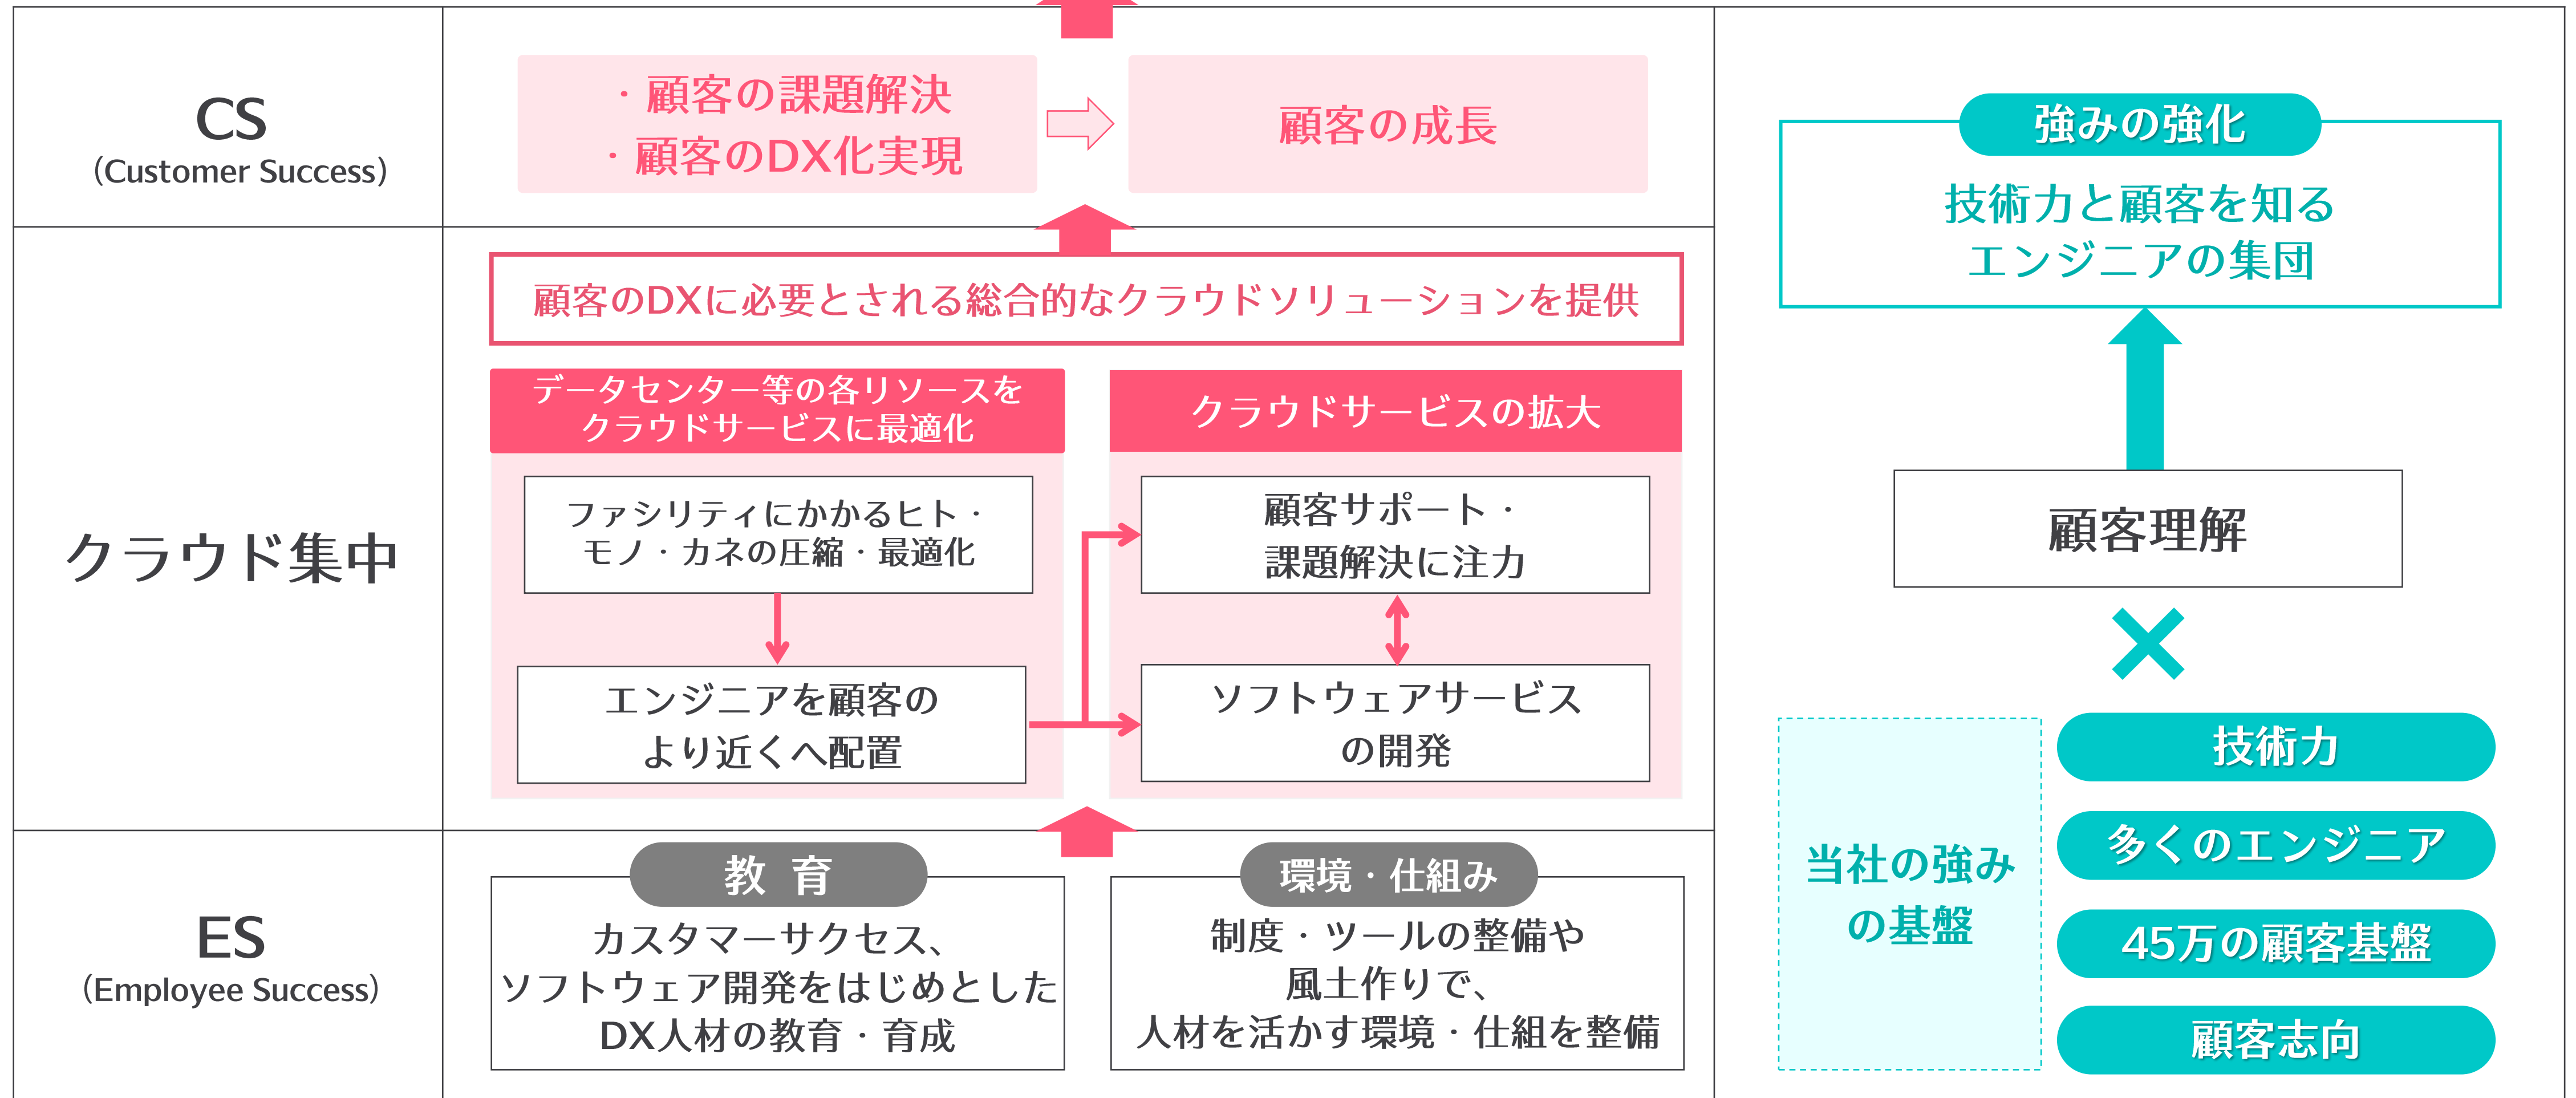 CS
（Customer Success）
・顧客の課題解決
・顧客のDX化実現
顧客の成長
クラウド集中
顧客のDXに必要とされる総合的なクラウドソリューションを提供
データセンター等の各リソースを
クラウドサービスに最適化
ファシリティにかかるヒト・
モノ・カネの圧縮・最適化
エンジニアを顧客の
より近くへ配置
クラウドサービスの拡大
顧客サポート・
課題解決に注力
ソフトウェアサービス
の開発
ES
（Employee Success）
教 育
カスタマーサクセス、
ソフトウェア開発をはじめとした
DX人材の教育・育成
環境・仕組み
制度・ツールの整備や
風土作りで、
人材を活かす環境・仕組を整備
強みの強化
技術力と顧客を知る
エンジニアの集団
顧客理解
×
当社の強み
の基盤
技術力
多くのエンジニア
45万の顧客基盤
顧客志向